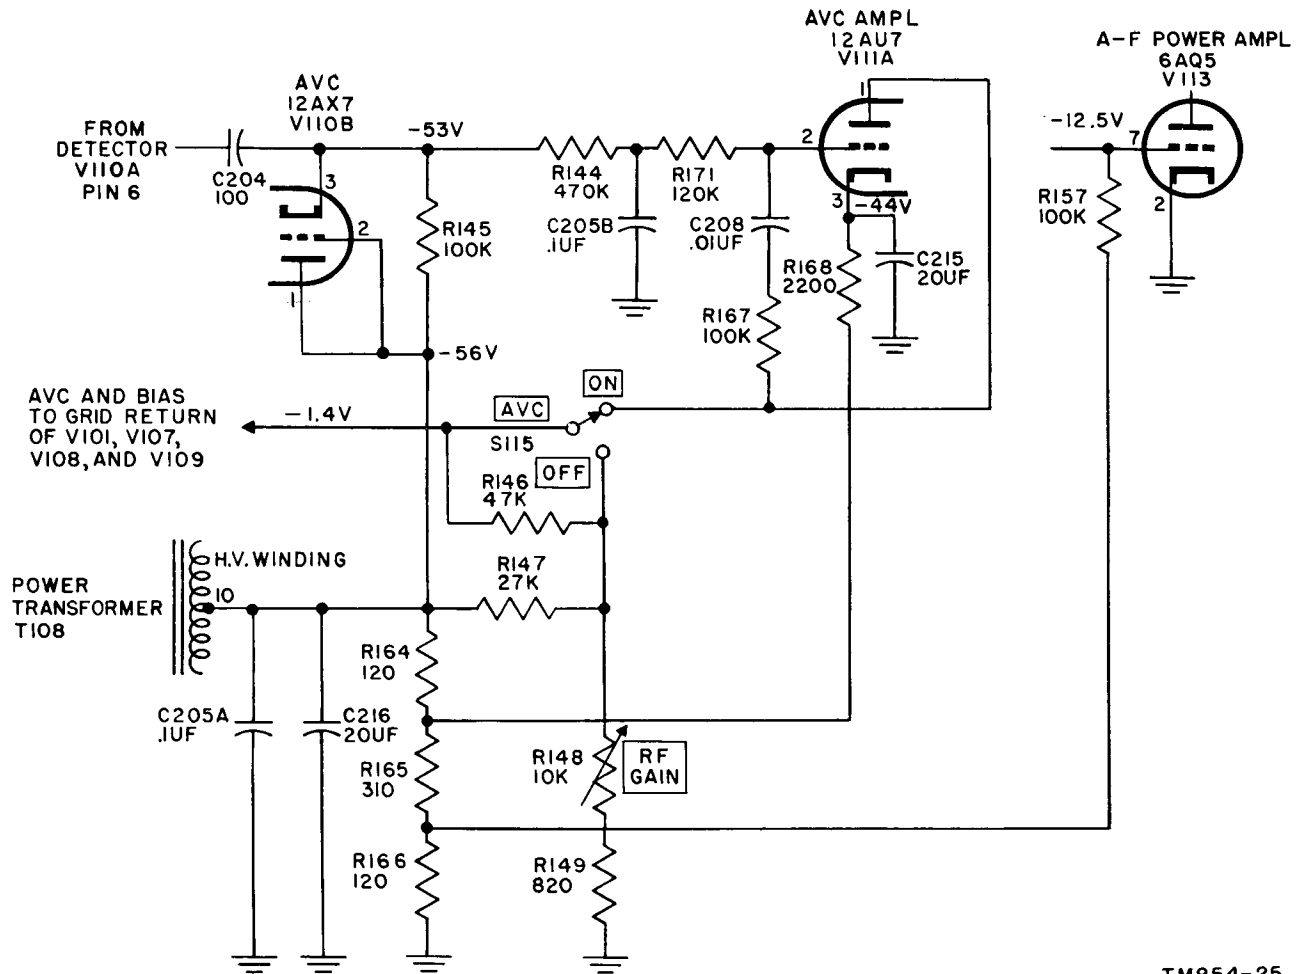 AVC AMPL
12AU7
V111A
A-F POWER AMPL
6AQ5
V113
AVC
12AX7
V110B
FROM
DETECTOR
V110A
PIN 6
C204
100
-53V
3
2
1
R145
100K
-56V
R144
470K
R171
120K
C205B
.1UF
C208
.01UF
R167
100K
1
2
3
-44V
R168
2200
C215
20UF
-12.5V
7
2
R157
100K
AVC AND BIAS
TO GRID RETURN
OF V101, V107,
V108, AND V109
-1.4V
AVC
ON
S115
OFF
R146
47K
R147
27K
POWER
TRANSFORMER
T108
H.V. WINDING
10
C205A
.1UF
C216
20UF
R164
120
R165
310
R166
120
R148
10K
RF
GAIN
R149
820
TM854-25